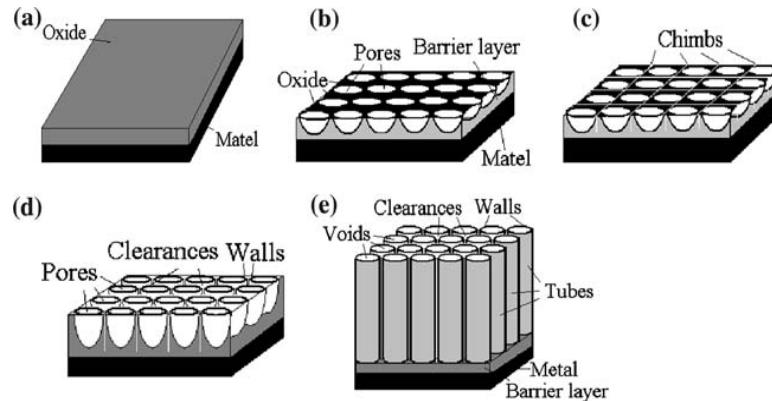 (a)
Oxide
Matel
(b)
Pores
Barrier layer
Oxide
Matel
(c)
Chimbs
(d)
Pores
Clearances
Walls
(e)
Clearances
Walls
Voids
Tubes
Metal
Barrier layer